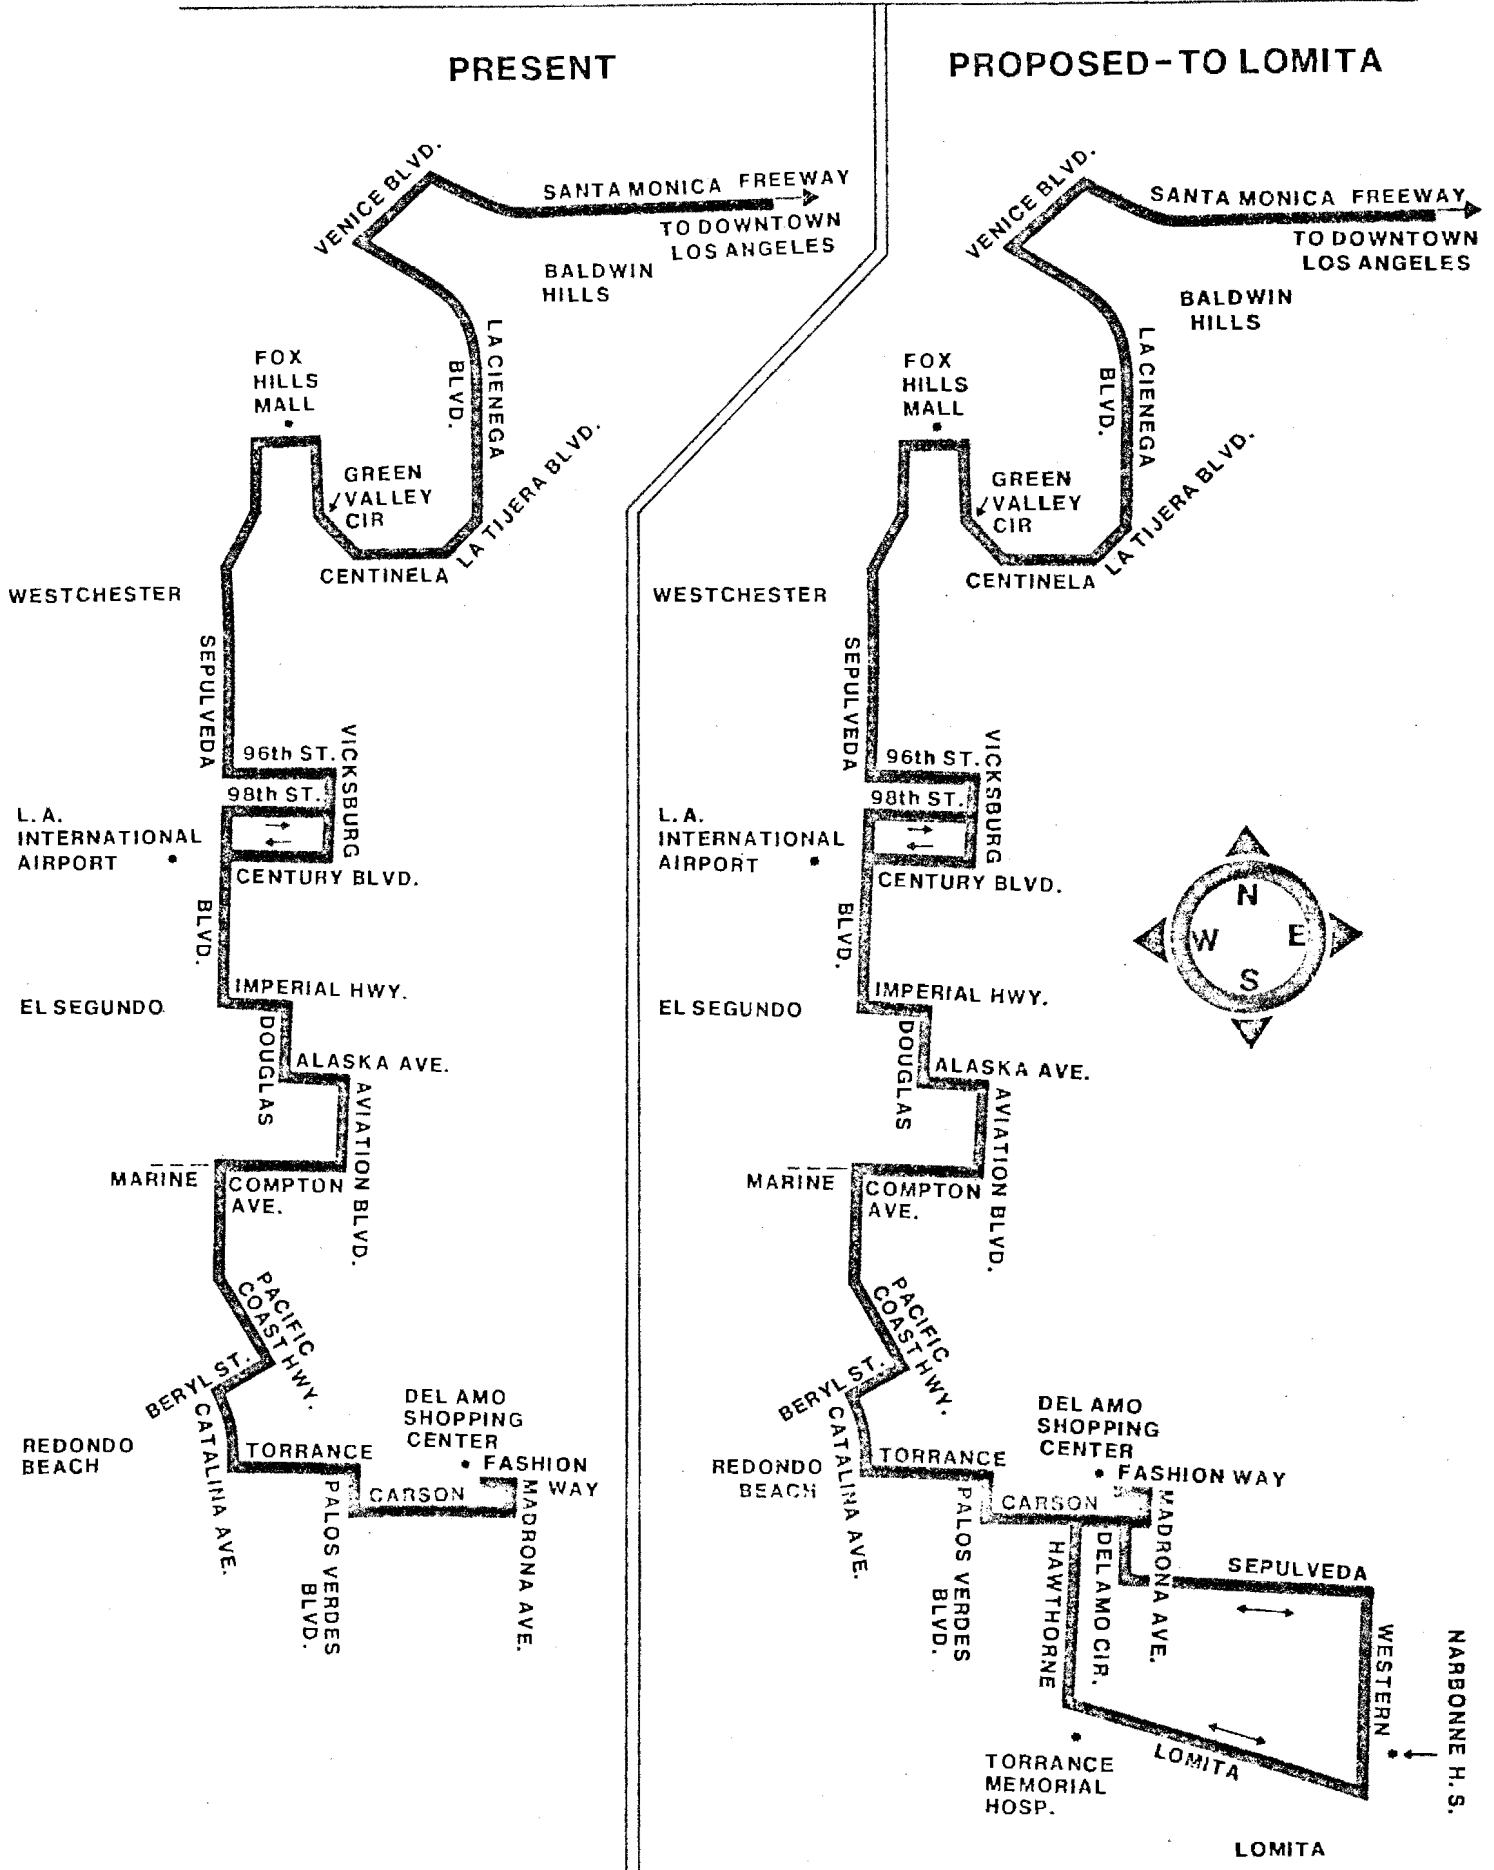 PRESENT
VENICE BLVD.
SANTA MONICA FREEWAY
TO DOWNTOWN
LOS ANGELES
BALDWIN
HILLS
LA CIENEGA
BLVD.
FOX
HILLS
MALL
GREEN
VALLEY
CIR
LA TIJERA BLVD.
CENTINELA
WESTCHESTER
SEPULVEDA
96th ST.
VICKSBURG
98th ST.
L.A.
INTERNATIONAL
AIRPORT
CENTURY BLVD.
BLVD.
IMPERIAL HWY.
EL SEGUNDO
DOUGLAS
ALASKA AVE.
AVIATION BLVD.
MARINE
COMPTON
AVE.
PACIFIC
COAST HWY.
BERYL ST.
CATALINA AVE.
REDONDO
BEACH
TORRANCE
DEL AMO
SHOPPING
CENTER
FASHION
WAY
CARSON
PALOS VERDES
BLVD.
MADRONA AVE.
PROPOSED-TO LOMITA
VENICE BLVD.
SANTA MONICA FREEWAY
TO DOWNTOWN
LOS ANGELES
BALDWIN
HILLS
LA CIENEGA
BLVD.
FOX
HILLS
MALL
GREEN
VALLEY
CIR
LA TIJERA BLVD.
CENTINELA
WESTCHESTER
SEPULVEDA
96th ST.
VICKSBURG
98th ST.
L.A.
INTERNATIONAL
AIRPORT
CENTURY BLVD.
BLVD.
N
W E
S
IMPERIAL HWY.
EL SEGUNDO
DOUGLAS
ALASKA AVE.
AVIATION BLVD.
MARINE
COMPTON
AVE.
PACIFIC
COAST HWY.
BERYL ST.
CATALINA AVE.
REDONDO
BEACH
TORRANCE
DEL AMO
SHOPPING
CENTER
FASHION WAY
CARSON
PALOS VERDES
BLVD.
HAWTHORNE
DEL AMO CIR.
MADRONA AVE.
SEPULVEDA
WESTERN
NARBONNE H.S.
LOMITA
TORRANCE
MEMORIAL
HOSP.
LOMITA